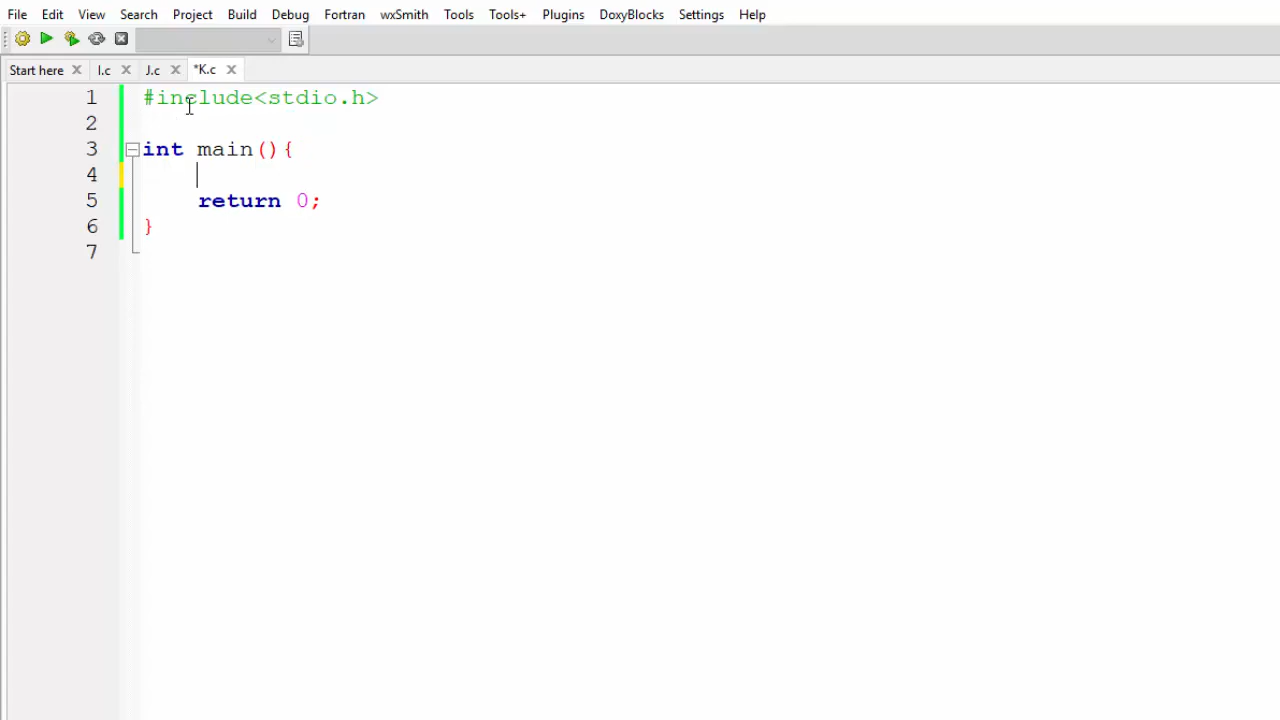 File Edit View Search Project Build Debug Fortran wxSmith Tools Tools+ Plugins DoxyBlocks Settings Help
Start here I.c J.c *K.c
1 #include<stdio.h>
2
3 int main(){
4
5 return 0;
6 }
7